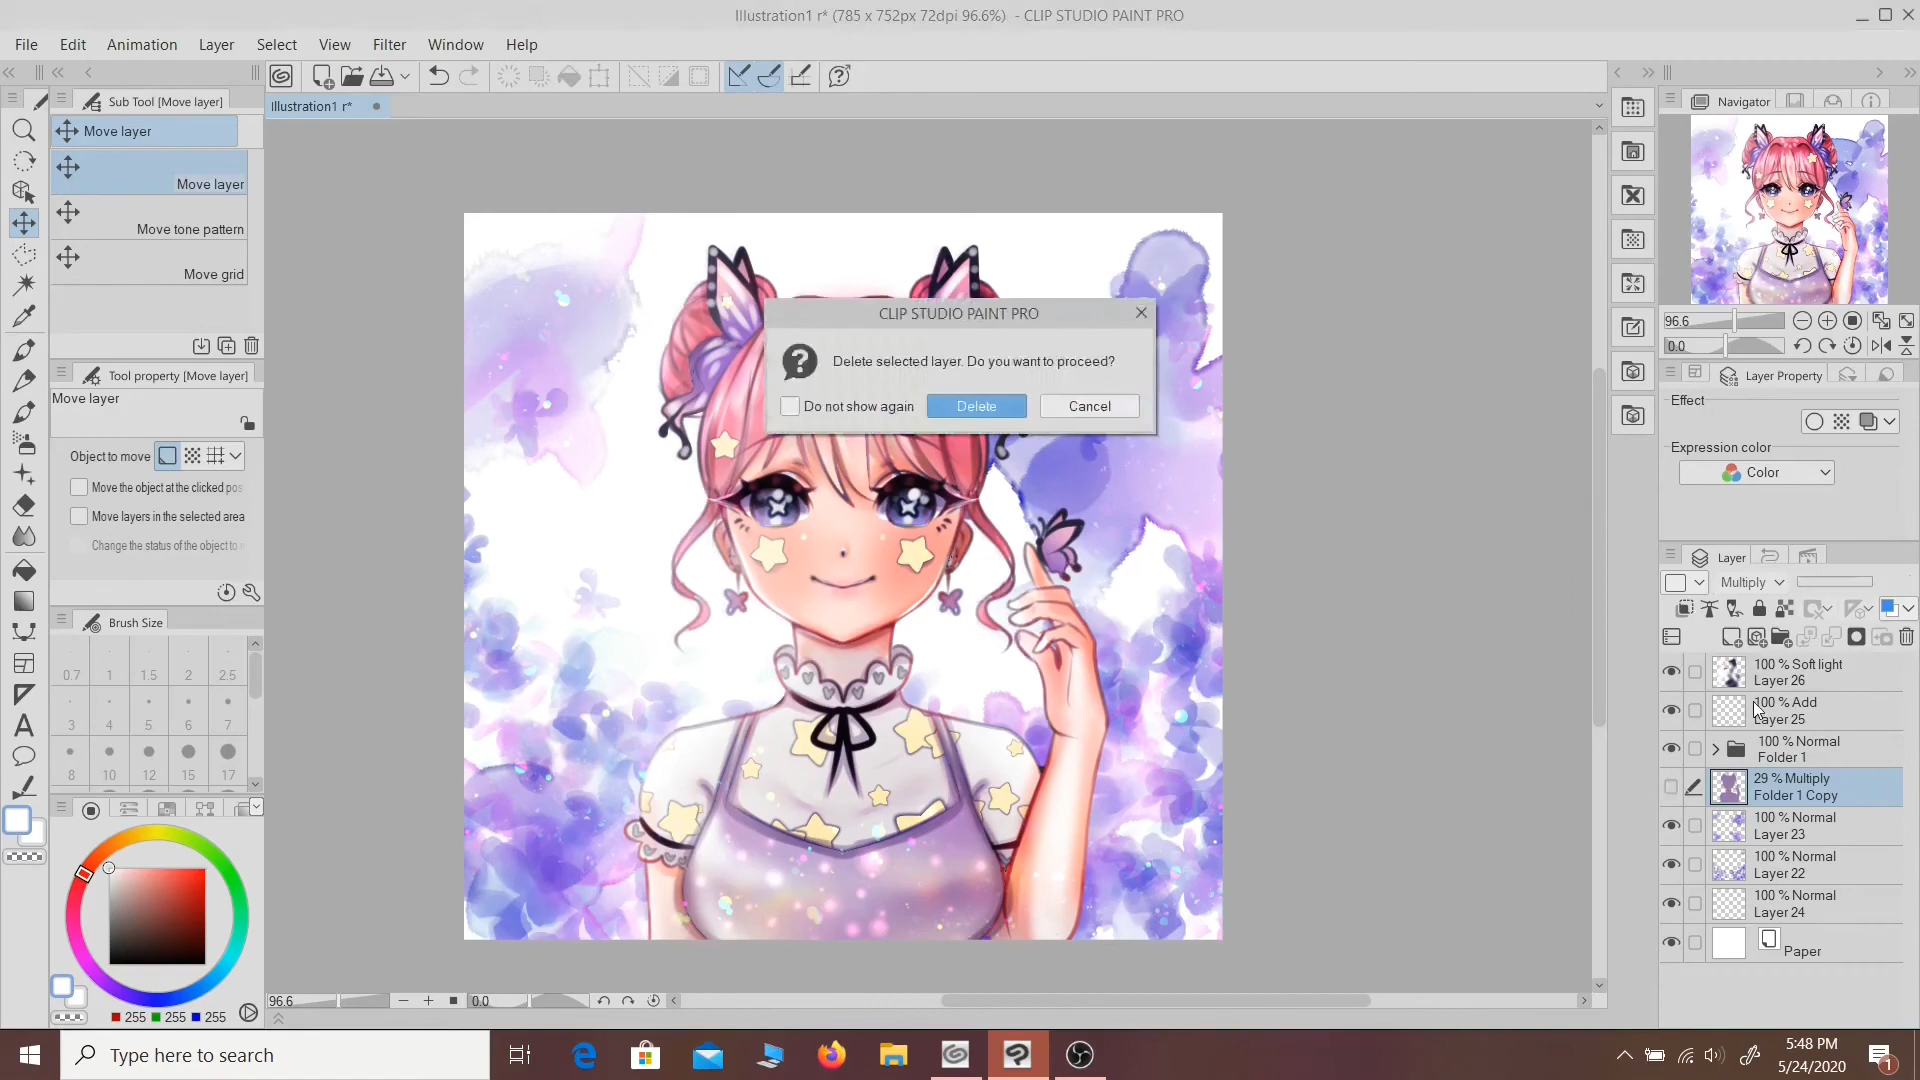 Illustration1 r* (785 x 752px 72dpi 96.6%) - CLIP STUDIO PAINT PRO
File Edit Animation Layer Select View Filter Window Help
Sub Tool [Move layer]
Illustration1 r*
Navigator
Move layer
Move layer
Move tone pattern
Move grid
CLIP STUDIO PAINT PRO
Delete selected layer. Do you want to proceed?
Do not show again Delete Cancel
96.6
0.0
Tool property [Move layer]
Move layer
Layer Property
Effect
Expression color
Color
Object to move
Move the object at the clicked pos
Move layers in the selected area
Change the status of the object to
Layer
Multiply
Brush Size
0.7 1 1.5 2 2.5
3 4 5 6 7
8 10 12 15 17
100 % Soft light
Layer 26
100 % Add
Layer 25
100 % Normal
Folder 1
29 % Multiply
Folder 1 Copy
100 % Normal
Layer 23
100 % Normal
Layer 22
100 % Normal
Layer 24
Paper
96.6 0.0
255 255 255
Type here to search
5:48 PM
5/24/2020
1